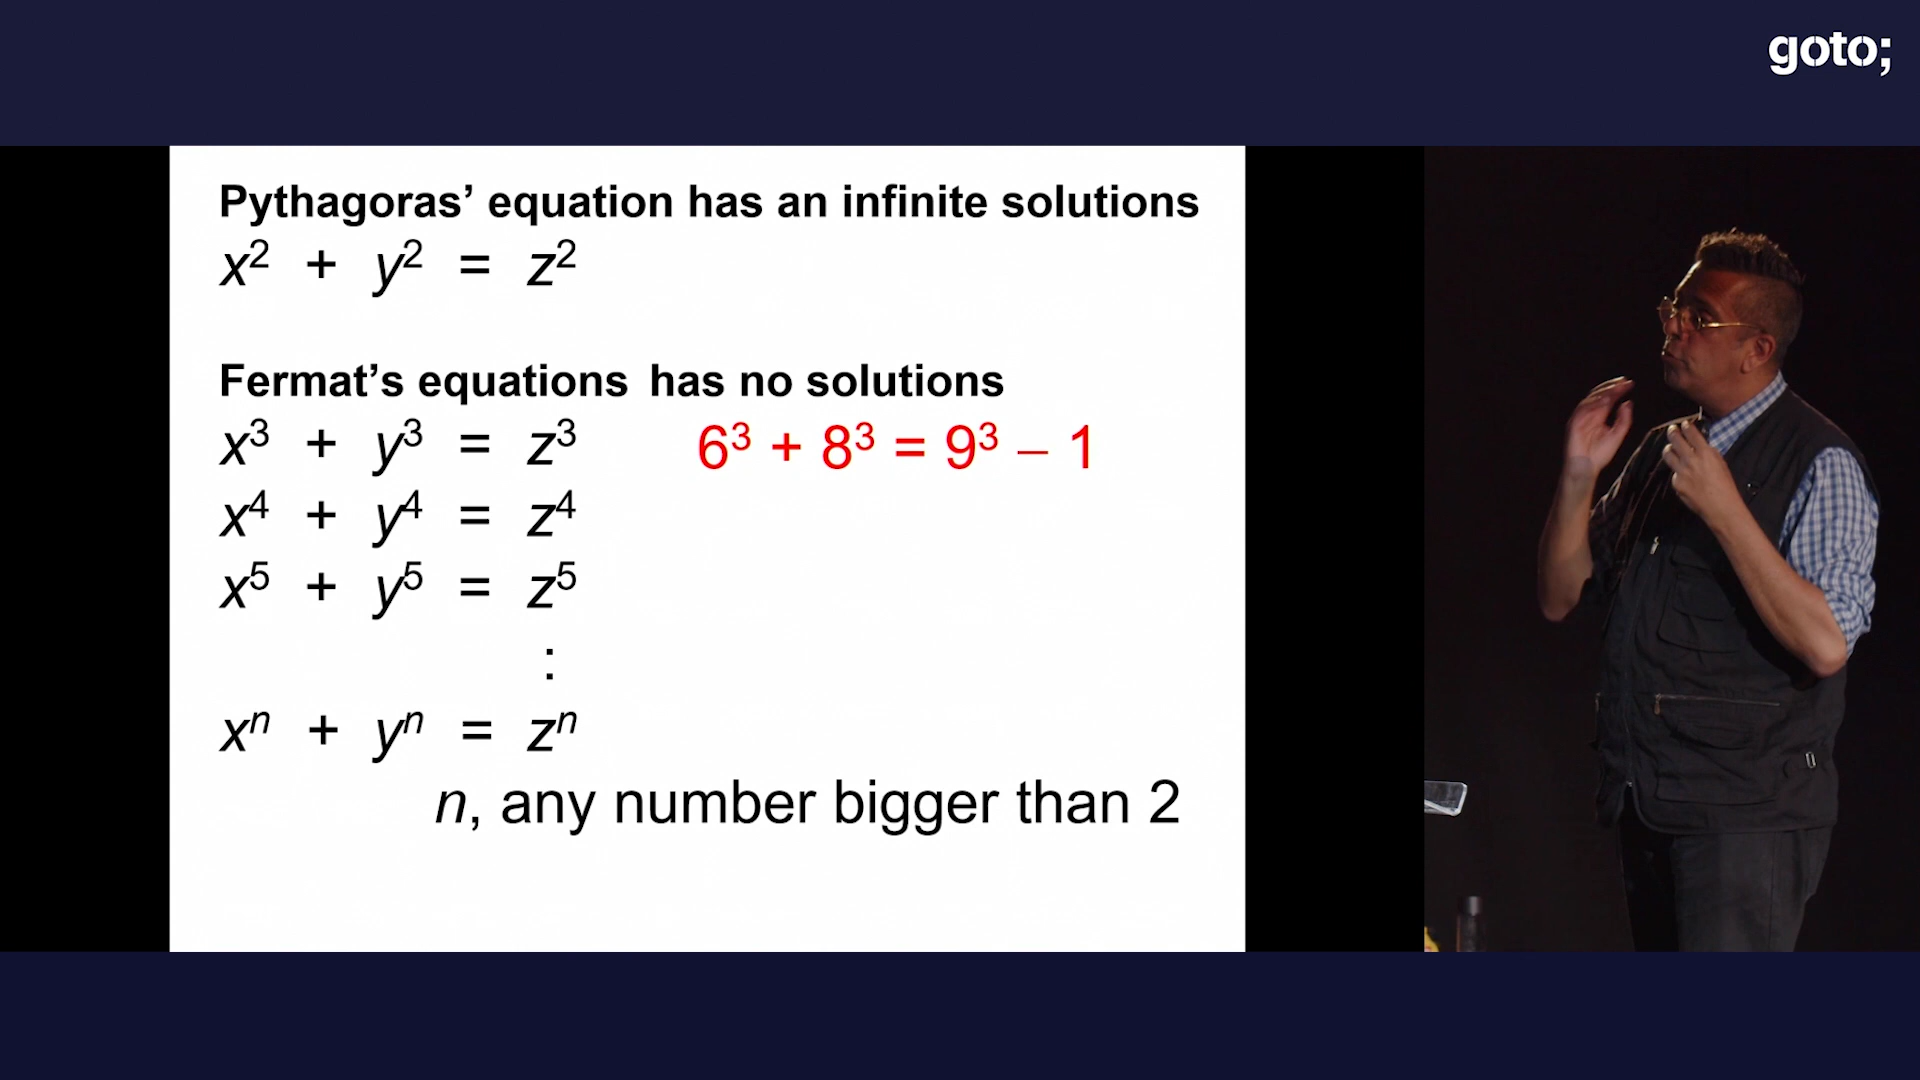 goto;
Pythagoras’ equation has an infinite solutions
x² + y² = z²
Fermat’s equations has no solutions
x³ + y³ = z³ 6³ + 8³ = 9³ – 1
x⁴ + y⁴ = z⁴
x⁵ + y⁵ = z⁵
:
xⁿ + yⁿ = zⁿ
n, any number bigger than 2